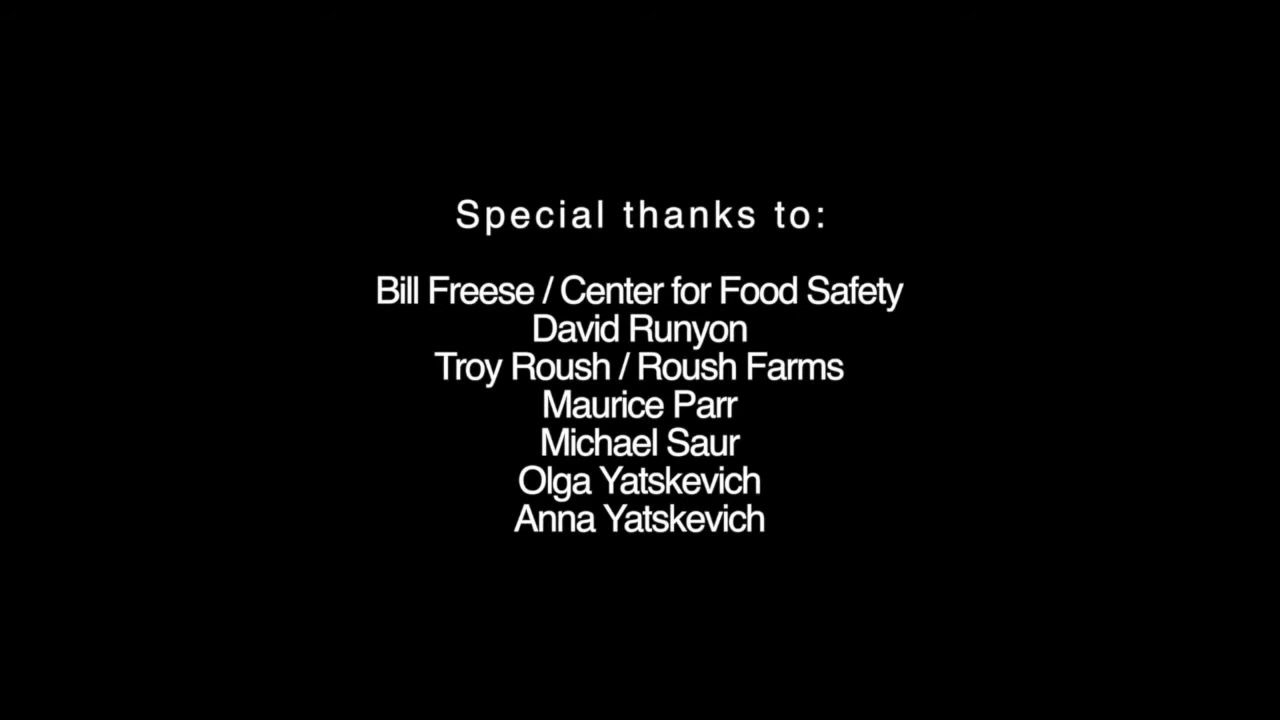 Special thanks to:
Bill Freese / Center for Food Safety
David Runyon
Troy Roush / Roush Farms
Maurice Parr
Michael Saur
Olga Yatskevich
Anna Yatskevich